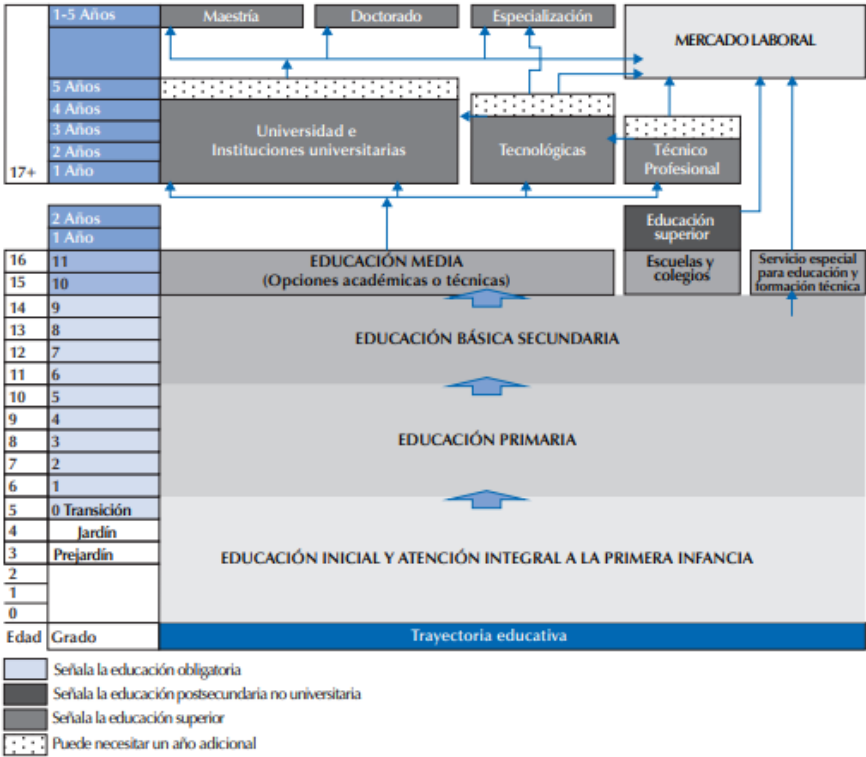 1-5 Años
Maestría
Doctorado
Especialización
MERCADO LABORAL
5 Años
4 Años
3 Años
2 Años
1 Año
17+
Universidad e
Instituciones universitarias
Tecnológicas
Técnico
Profesional
2 Años
1 Año
Educación
superior
16
11
15
10
EDUCACIÓN MEDIA
(Opciones académicas o técnicas)
Escuelas y
colegios
Servicio especial
para educación y
formación técnica
14
9
13
8
12
7
11
6
EDUCACIÓN BÁSICA SECUNDARIA
10
5
9
4
8
3
7
2
6
1
EDUCACIÓN PRIMARIA
5
0 Transición
4
Jardín
3
Prejardín
2
1
0
EDUCACIÓN INICIAL Y ATENCIÓN INTEGRAL A LA PRIMERA INFANCIA
Edad
Grado
Trayectoria educativa
Señala la educación obligatoria
Señala la educación postsecundaria no universitaria
Señala la educación superior
Puede necesitar un año adicional